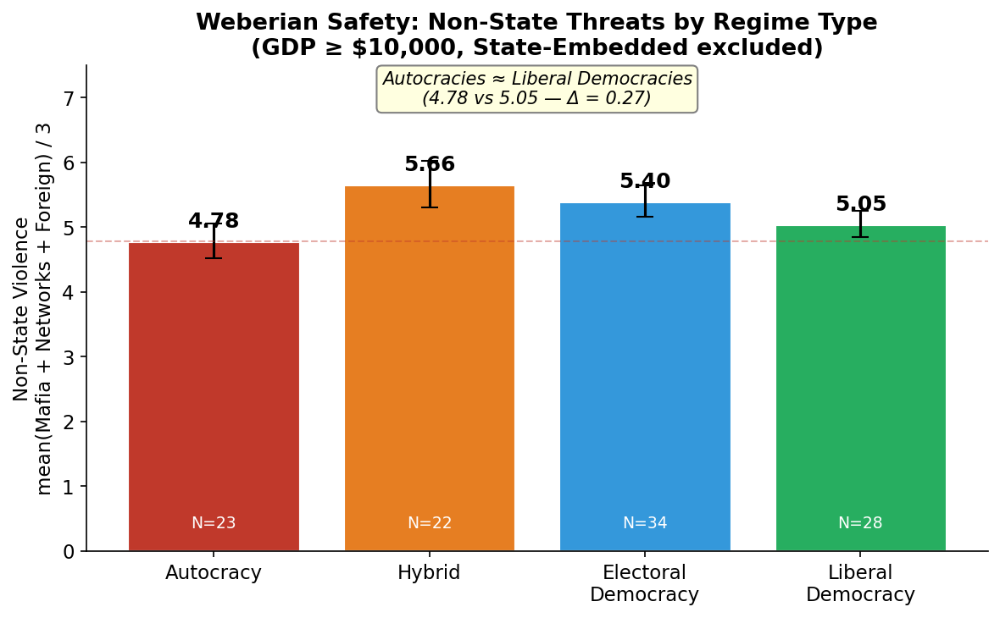 Weberian Safety: Non-State Threats by Regime Type
(GDP ≥ $10,000, State-Embedded excluded)
Autocracies ≈ Liberal Democracies
(4.78 vs 5.05 — Δ = 0.27)
Non-State Violence
mean(Mafia + Networks + Foreign) / 3
7
6
5
4
3
2
1
0
4.78
5.66
5.40
5.05
N=23
N=22
N=34
N=28
Autocracy
Hybrid
Electoral
Democracy
Liberal
Democracy